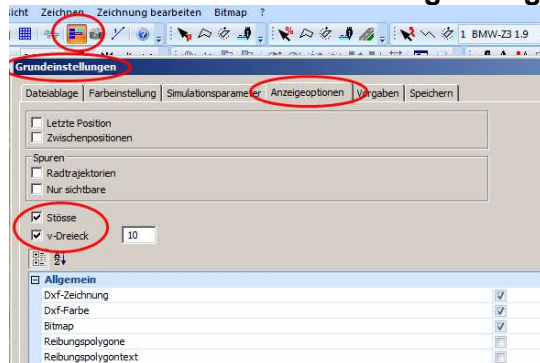 sicht Zeichnen Zeichnung bearbeiten Bitmap ?
1 BMW-Z3 1.9
Grundeinstellungen
Dateiablage Farbeinstellung Simulationsparameter Anzeigeoptionen Vorgaben Speichern
Letzte Position
Zwischenpositionen
Spuren
Radtrajektorien
Nur sichtbare
Stösse
v-Dreieck 10
Allgemein
Dxf-Zeichnung
Dxf-Farbe
Bitmap
Reibungspolygone
Reibungspolygontext